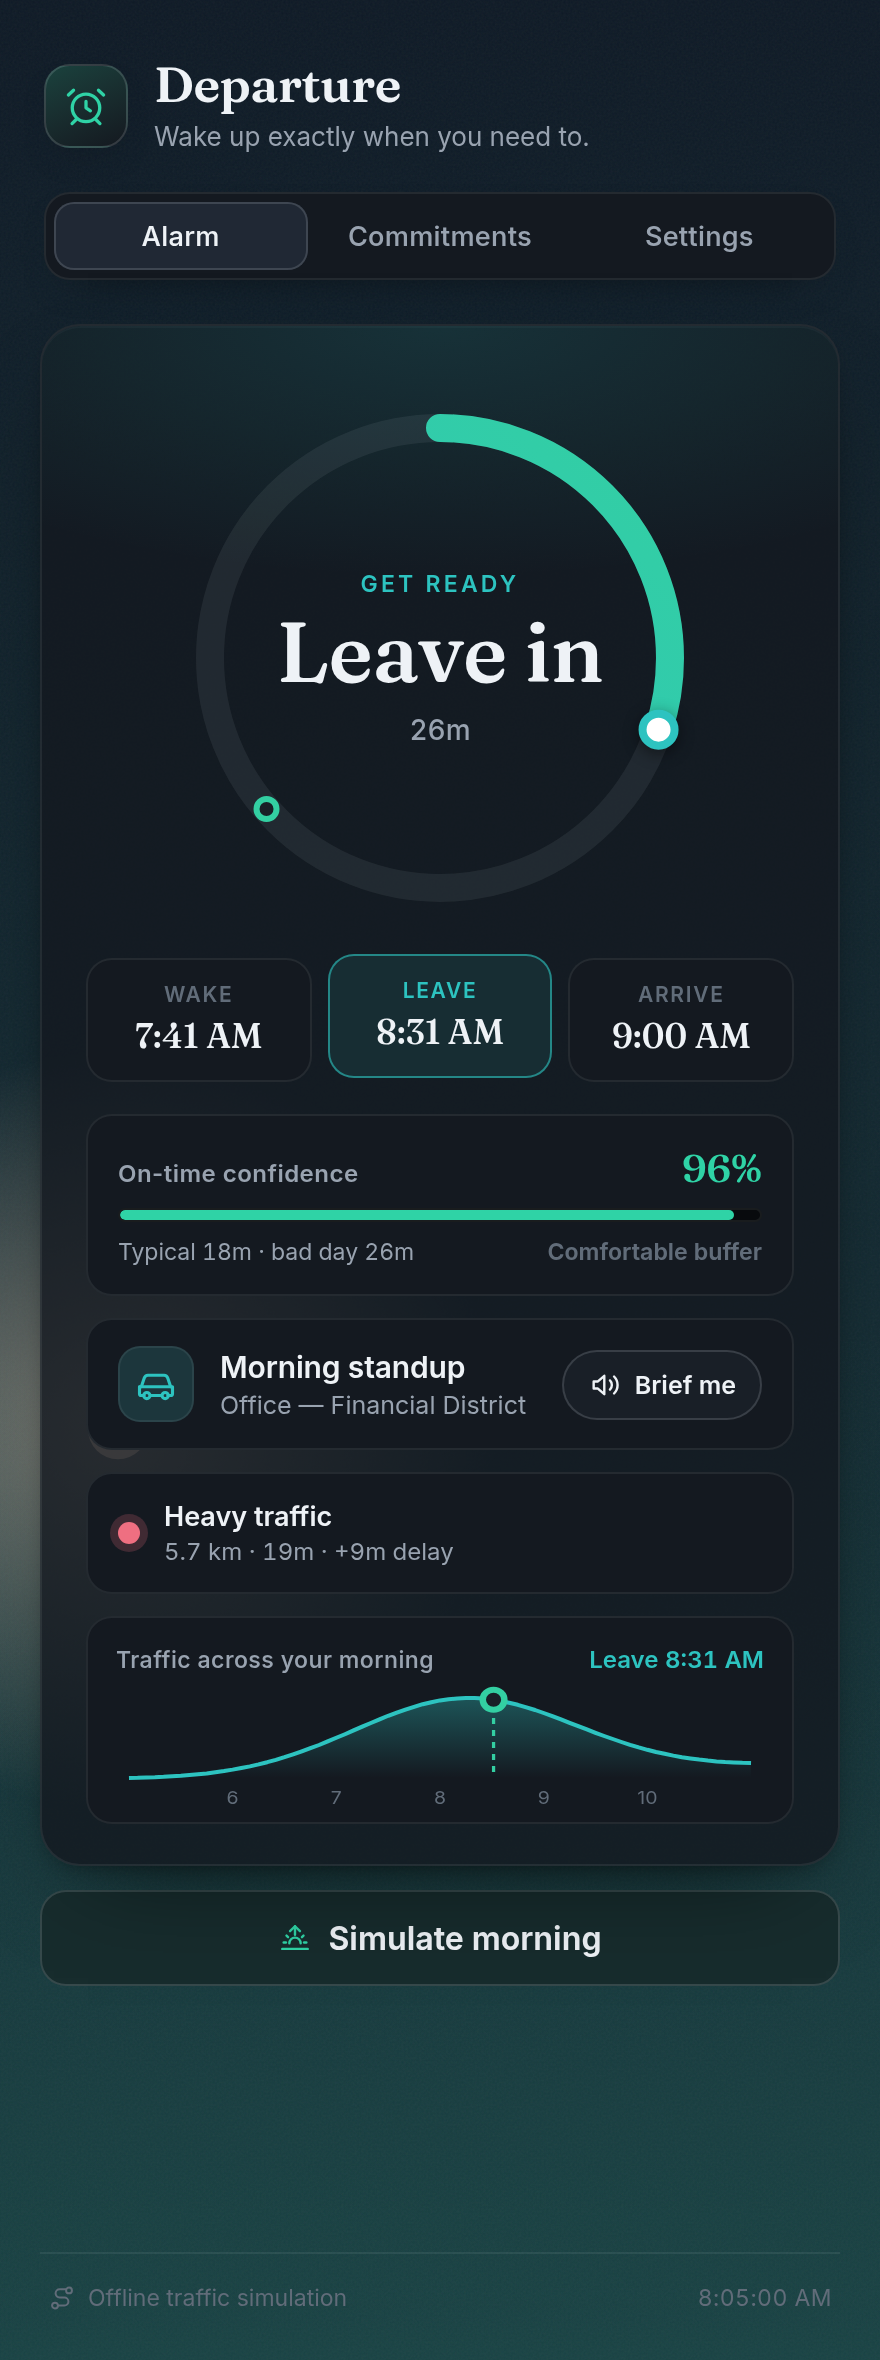 Departure
Wake up exactly when you need to.
Alarm Commitments Settings
GET READY
Leave in
26m
WAKE LEAVE ARRIVE
7:41 AM 8:31 AM 9:00 AM
On-time confidence 96%
Typical 18m · bad day 26m Comfortable buffer
Morning standup
Office — Financial District
Brief me
Heavy traffic
5.7 km · 19m · +9m delay
Traffic across your morning Leave 8:31 AM
6 7 8 9 10
Simulate morning
Offline traffic simulation 8:05:00 AM